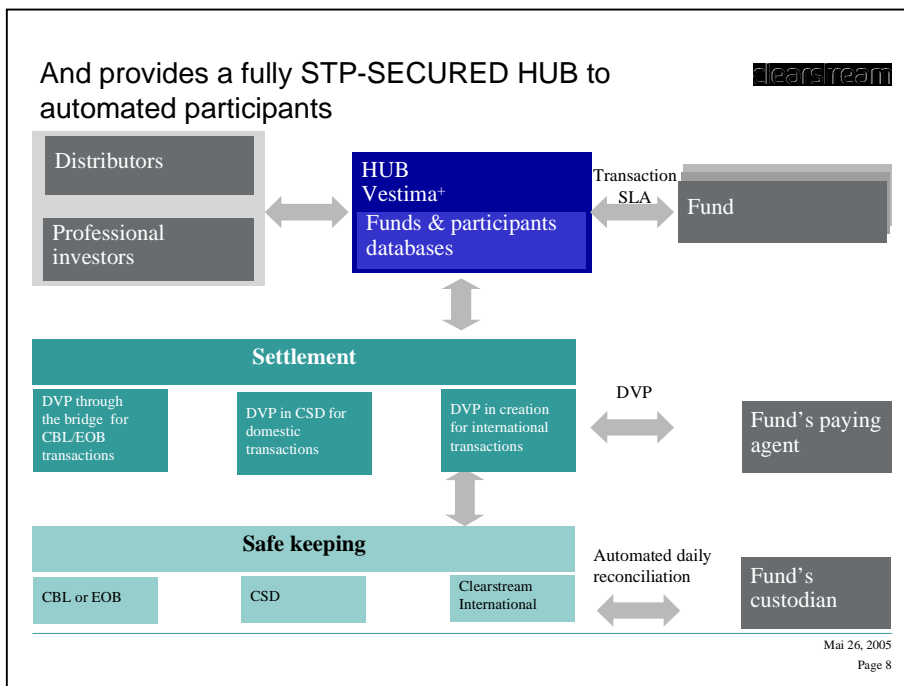 And provides a fully STP-SECURED HUB to
automated participants
clearstream
Distributors
Professional
investors
HUB
Vestima+
Funds & participants
databases
Transaction
SLA
Fund
Settlement
DVP through
the bridge for
CBL/EOB
transactions
DVP in CSD for
domestic
transactions
DVP in creation
for international
transactions
DVP
Fund's paying
agent
Safe keeping
CBL or EOB
CSD
Clearstream
International
Automated daily
reconciliation
Fund's
custodian
Mai 26, 2005
Page 8